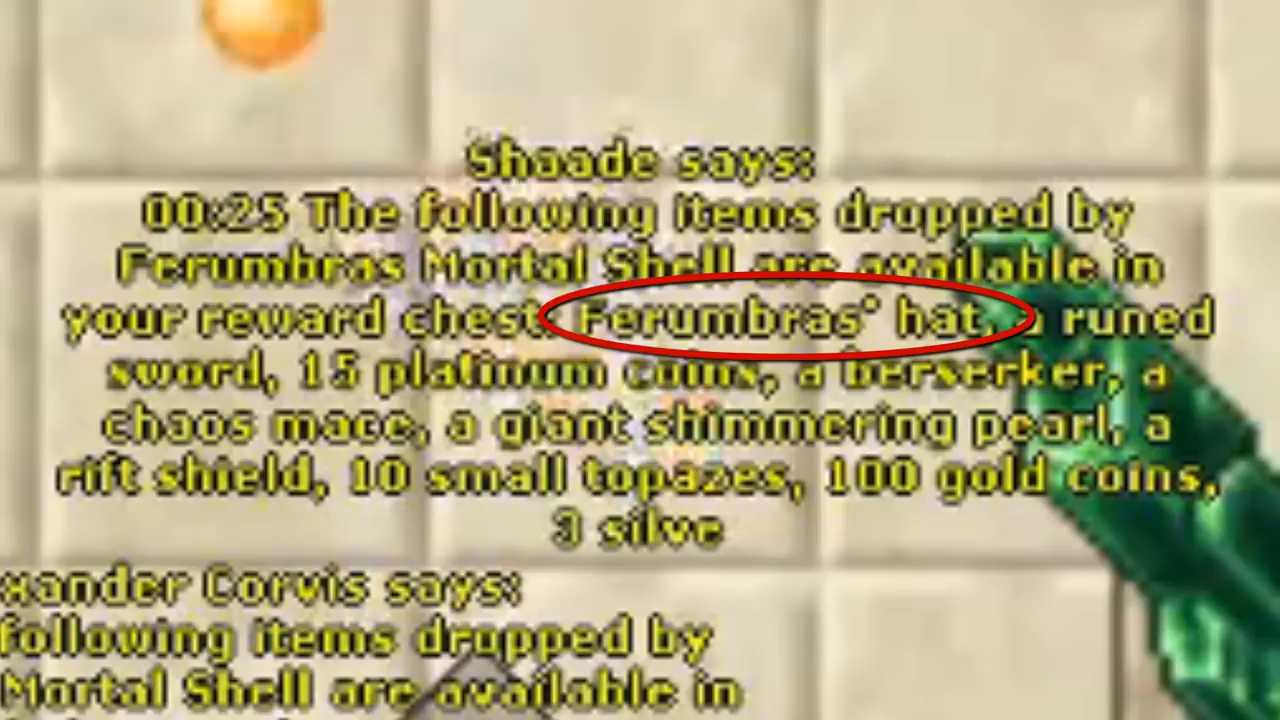 Shaade says:
00:25 The following items dropped by
Ferumbras Mortal Shell are available in
your reward chest: Ferumbras' hat, a runed
sword, 15 platinum coins, a berserker, a
chaos mace, a giant shimmering pearl, a
rift shield, 10 small topazes, 100 gold coins,
3 silve
xander Corvis says:
following items dropped by
Mortal Shell are available in